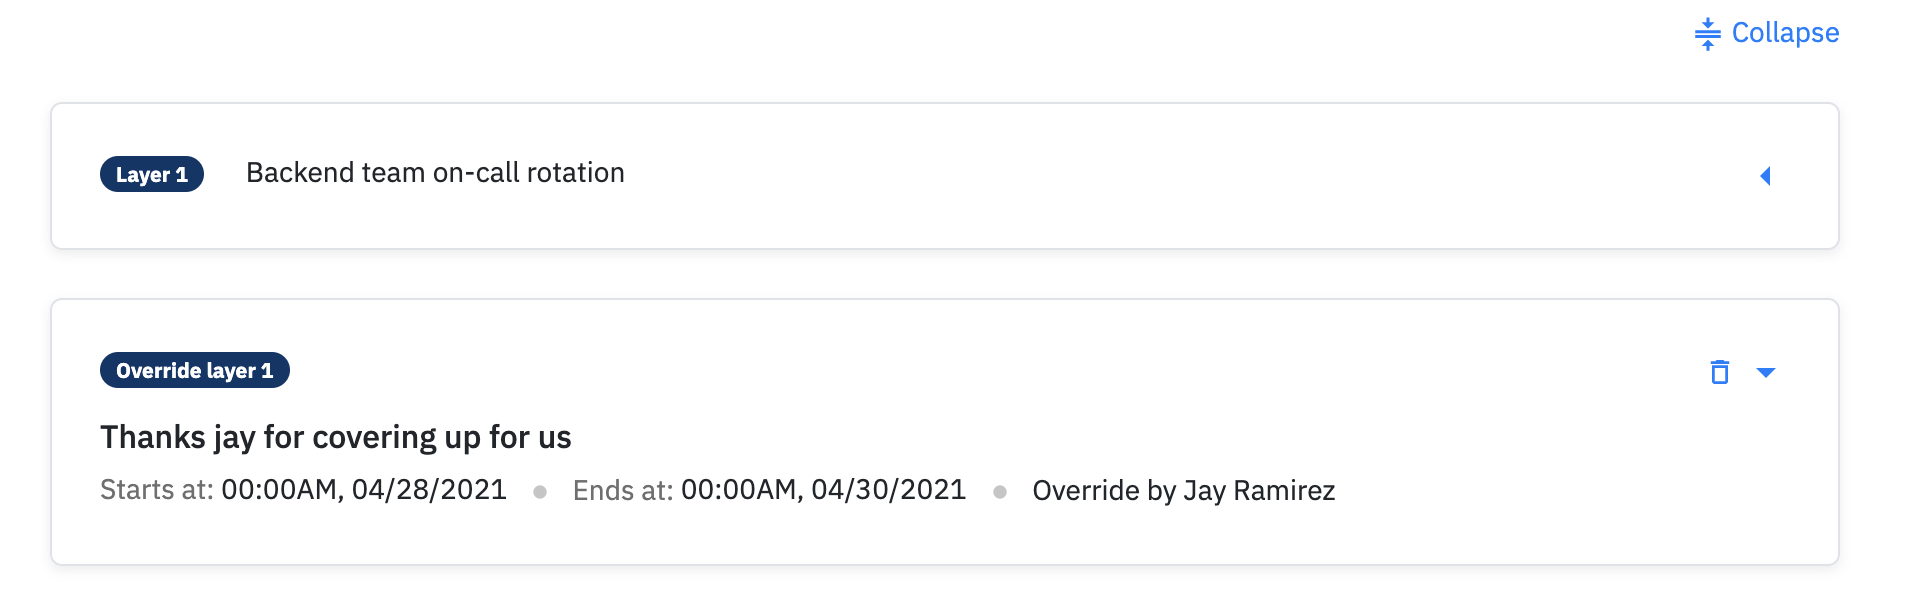 Collapse
Layer 1 Backend team on-call rotation
Override layer 1
Thanks jay for covering up for us
Starts at: 00:00AM, 04/28/2021 Ends at: 00:00AM, 04/30/2021 Override by Jay Ramirez